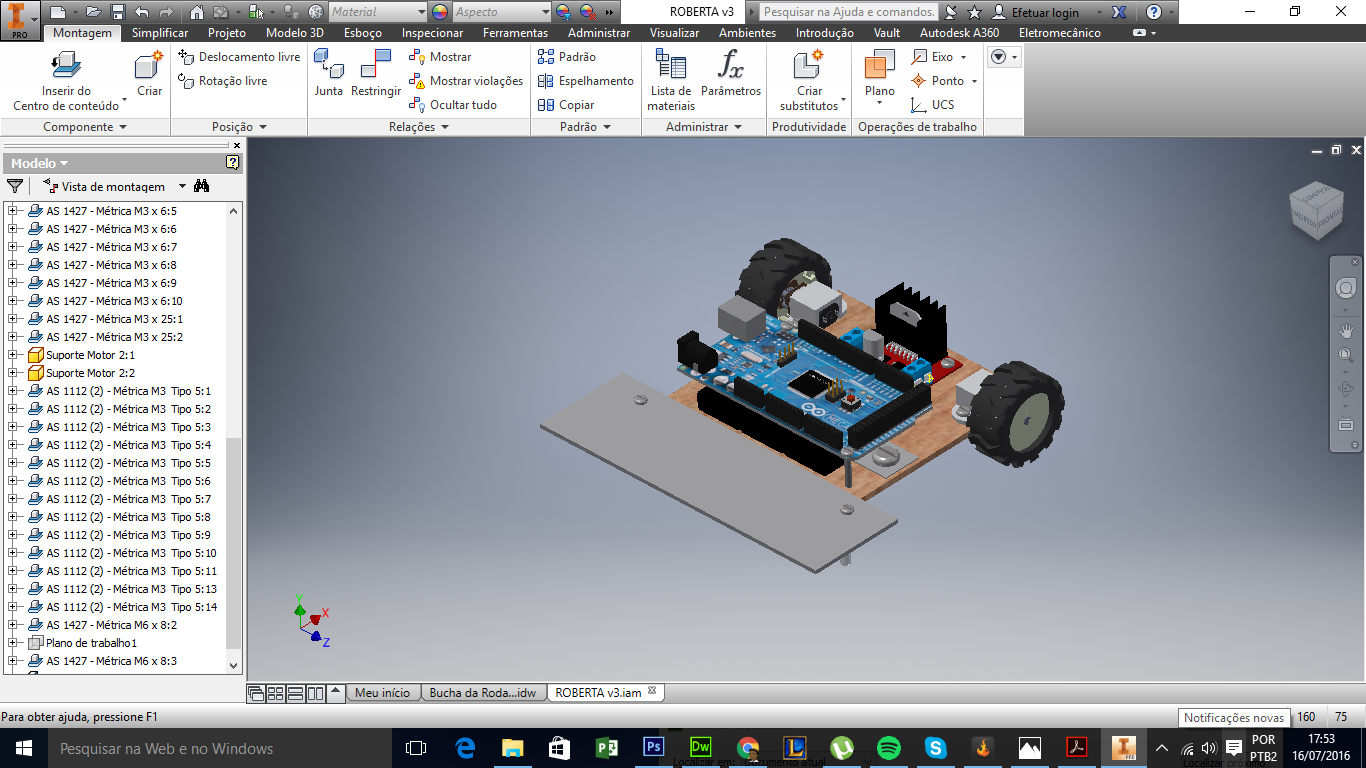 Material
Aspecto
ROBERTA v3
Pesquisar na Ajuda e comandos.
Efetuar login
PRO
Montagem Simplificar Projeto Modelo 3D Esboço Inspecionar Ferramentas Administrar Visualizar Ambientes Introdução Vault Autodesk A360 Eletromecânico
Inserir do
Centro de conteúdo
Criar
Deslocamento livre
Rotação livre
Junta
Restringir
Mostrar
Mostrar violações
Ocultar tudo
Padrão
Espelhamento
Copiar
Lista de
materiais
fx
Parâmetros
Criar
substitutos
Plano
Eixo
Ponto
UCS
Componente Posição Relações Padrão Administrar Produtividade Operações de trabalho
Modelo
Vista de montagem
AS 1427 - Métrica M3 x 6:5
AS 1427 - Métrica M3 x 6:6
AS 1427 - Métrica M3 x 6:7
AS 1427 - Métrica M3 x 6:8
AS 1427 - Métrica M3 x 6:9
AS 1427 - Métrica M3 x 6:10
AS 1427 - Métrica M3 x 25:1
AS 1427 - Métrica M3 x 25:2
Suporte Motor 2:1
Suporte Motor 2:2
AS 1112 (2) - Métrica M3 Tipo 5:1
AS 1112 (2) - Métrica M3 Tipo 5:2
AS 1112 (2) - Métrica M3 Tipo 5:3
AS 1112 (2) - Métrica M3 Tipo 5:4
AS 1112 (2) - Métrica M3 Tipo 5:5
AS 1112 (2) - Métrica M3 Tipo 5:6
AS 1112 (2) - Métrica M3 Tipo 5:7
AS 1112 (2) - Métrica M3 Tipo 5:8
AS 1112 (2) - Métrica M3 Tipo 5:9
AS 1112 (2) - Métrica M3 Tipo 5:10
AS 1112 (2) - Métrica M3 Tipo 5:11
AS 1112 (2) - Métrica M3 Tipo 5:13
AS 1112 (2) - Métrica M3 Tipo 5:14
AS 1427 - Métrica M6 x 8:2
Plano de trabalho1
AS 1427 - Métrica M6 x 8:3
Y
X
Z
Meu início
Bucha da Roda...idw
ROBERTA v3.iam
Para obter ajuda, pressione F1
Notificações novas
160 75
Pesquisar na Web e no Windows
Ps
Dw
POR
PTB2
17:53
16/07/2016